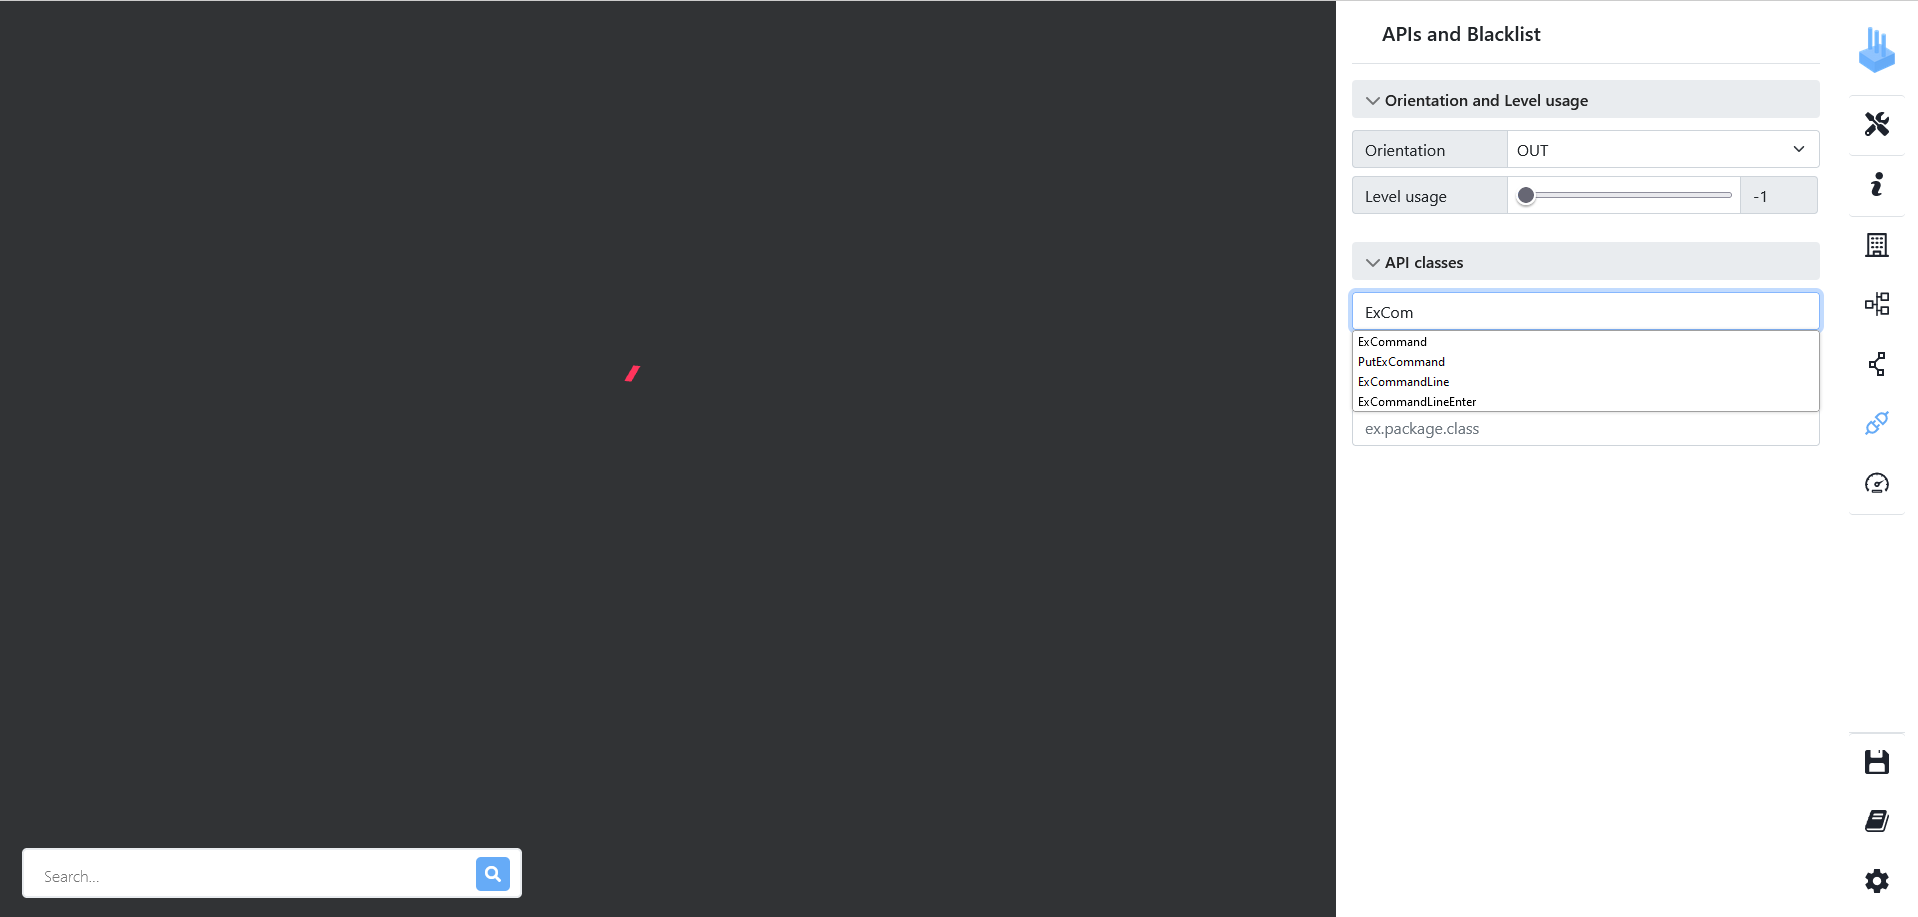 APIs and Blacklist
Orientation and Level usage
Orientation
OUT
Level usage
-1
API classes
ExCom
ExCommand
PutExCommand
ExCommandLine
ExCommandLineEnter
ex.package.class
Search...